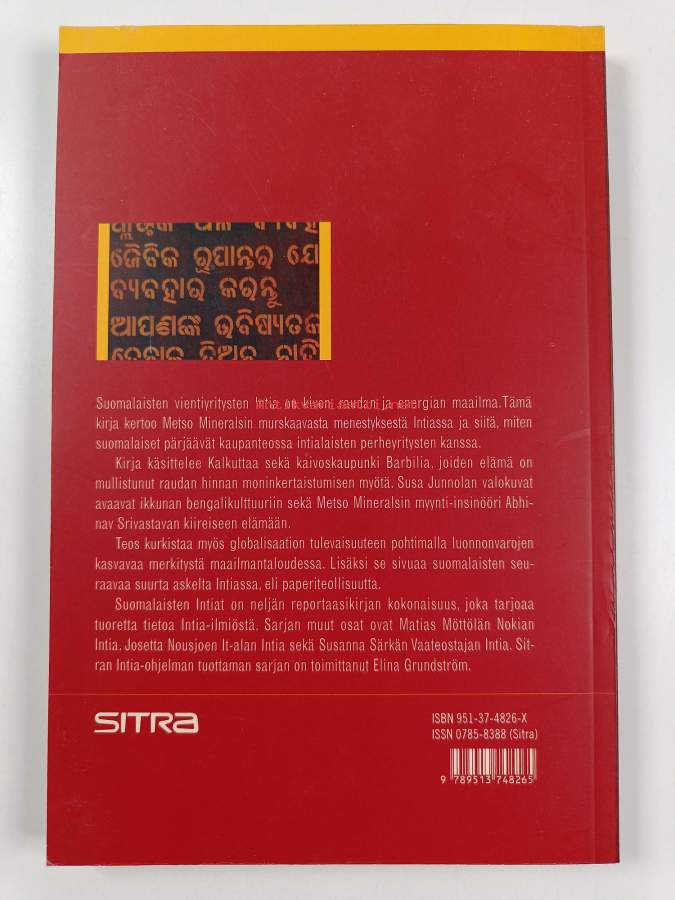 ପ୍ଲାଷ୍ଟିକ
ଜୈବିକ ରୂପାନ୍ତର ଯୋ
ବ୍ୟବହାର କରନ୍ତୁ
ଆପଣଙ୍କ ଭବିଷ୍ୟତକ
Suomalaisten vientiyritysten Intia on kiven, raudan ja energian maailma. Tämä
kirja kertoo Metso Mineralsin murskaavasta menestyksestä Intiassa ja siitä, miten
suomalaiset pärjäävät kaupanteossa intialaisten perheyritysten kanssa.
Kirja käsittelee Kalkuttaa sekä kaivoskaupunki Barbilia, joiden elämä on
mullistunut raudan hinnan moninkertaistumisen myötä. Susa Junnolan valokuvat
avaavat ikkunan bengalikulttuuriin sekä Metso Mineralsin myynti-insinööri Abhi-
nav Srivastavan kiireiseen elämään.
Teos kurkistaa myös globalisaation tulevaisuuteen pohtimalla luonnonvarojen
kasvavaa merkitystä maailmantaloudessa. Lisäksi se sivuaa suomalaisten seu-
raavaa suurta askelta Intiassa, eli paperiteollisuutta.
Suomalaisten Intiat on neljän reportaasikirjan kokonaisuus, joka tarjoaa
tuoretta tietoa Intia-ilmiöstä. Sarjan muut osat ovat Matias Möttölän Nokian
Intia. Josetta Nousjoen It-alan Intia sekä Susanna Särkän Vaateostajan Intia. Sit-
ran Intia-ohjelman tuottaman sarjan on toimittanut Elina Grundström.
SITRA
ISBN 951-37-4826-X
ISSN 0785-8388 (Sitra)
9 789513 748265